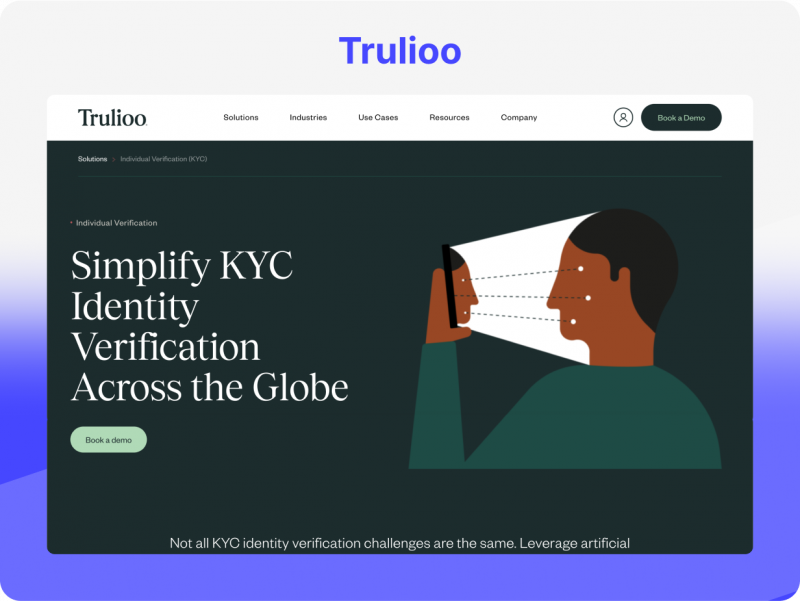 Trulioo
Trulioo
Solutions
Industries
Use Cases
Resources
Company
Book a Demo
Solutions > Individual Verification (KYC)
Individual Verification
Simplify KYC
Identity
Verification
Across the Globe
Book a demo
Not all KYC identity verification challenges are the same. Leverage artificial